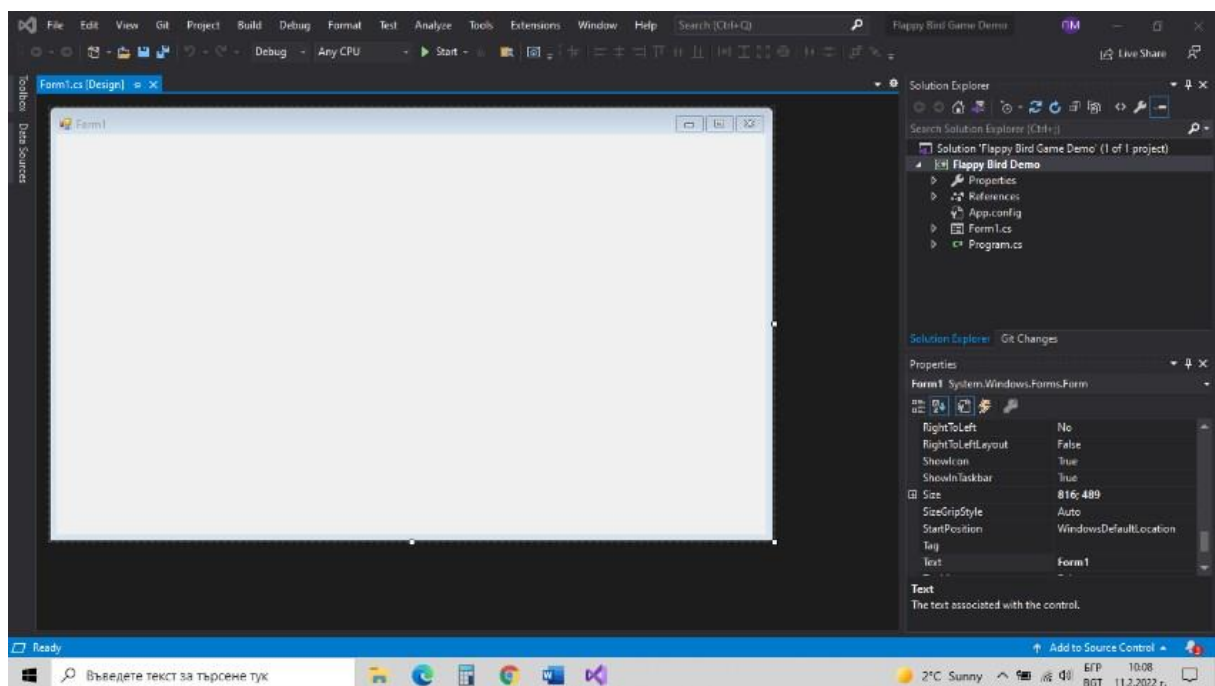 File Edit View Git Project Build Debug Format Test Analyze Tools Extensions Window Help Search (Ctrl+Q) Flappy Bird Game Demo ПМ
Debug Any CPU Start Live Share
Toolbox
Data Sources
Form1.cs [Design]
Form1
Solution Explorer
Search Solution Explorer (Ctrl+;)
Solution 'Flappy Bird Game Demo' (1 of 1 project)
Flappy Bird Demo
Properties
References
App.config
Form1.cs
C# Program.cs
Solution Explorer Git Changes
Properties
Form1 System.Windows.Forms.Form
RightToLeft No
RightToLeftLayout False
ShowIcon True
ShowInTaskbar True
Size 816; 489
SizeGripStyle Auto
StartPosition WindowsDefaultLocation
Tag
Text Form1
Text
The text associated with the control.
Ready Add to Source Control
Въведете текст за търсене тук 2°C Sunny БГР 10:08
BGT 11.2.2022 г.